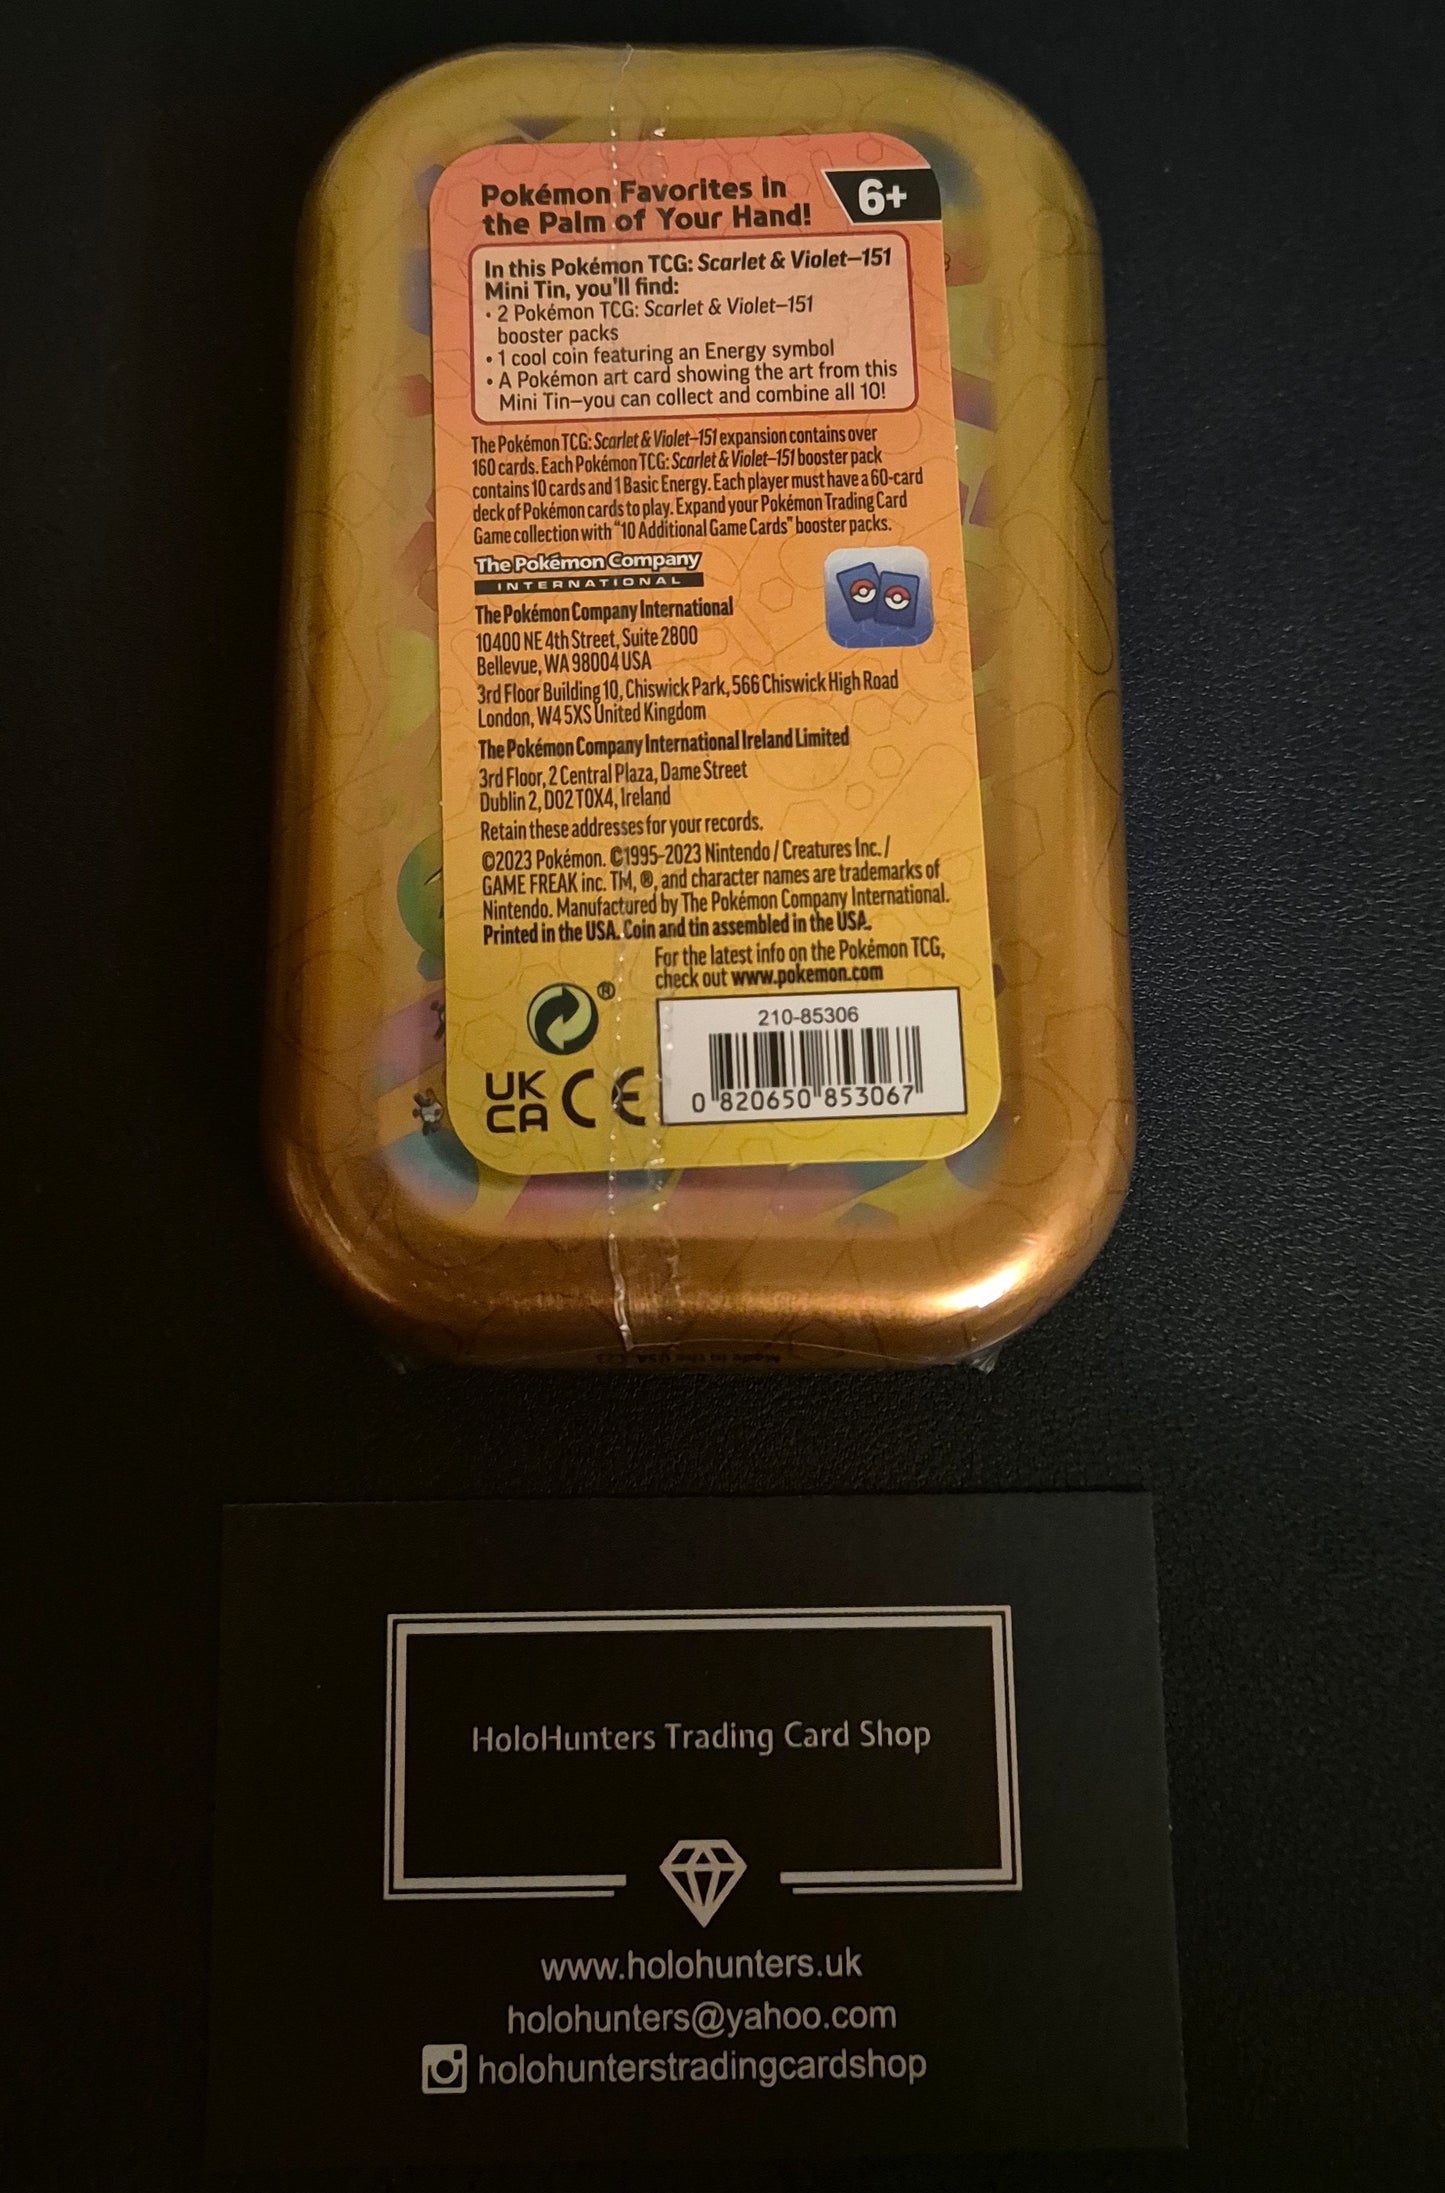 Pokémon Favorites in
the Palm of Your Hand!
6+
In this Pokémon TCG: Scarlet & Violet–151
Mini Tin, you'll find:
• 2 Pokémon TCG: Scarlet & Violet–151
booster packs
• 1 cool coin featuring an Energy symbol
• A Pokémon art card showing the art from this
Mini Tin–you can collect and combine all 10!
The Pokémon TCG: Scarlet & Violet–151 expansion contains over
160 cards. Each Pokémon TCG: Scarlet & Violet–151 booster pack
contains 10 cards and 1 Basic Energy. Each player must have a 60-card
deck of Pokémon cards to play. Expand your Pokémon Trading Card
Game collection with "10 Additional Game Cards" booster packs.
The Pokémon Company
INTERNATIONAL
The Pokémon Company International
10400 NE 4th Street, Suite 2800
Bellevue, WA 98004 USA
3rd Floor Building 10, Chiswick Park, 566 Chiswick High Road
London, W4 5XS United Kingdom
The Pokémon Company International Ireland Limited
3rd Floor, 2 Central Plaza, Dame Street
Dublin 2, D02 T0X4, Ireland
Retain these addresses for your records.
©2023 Pokémon. ©1995–2023 Nintendo / Creatures Inc. /
GAME FREAK inc. TM, ®, and character names are trademarks of
Nintendo. Manufactured by The Pokémon Company International.
Printed in the USA. Coin and tin assembled in the USA.
For the latest info on the Pokémon TCG,
check out www.pokemon.com
®
210-85306
0 820650 853067
UK
CA CE
Made in the USA
HoloHunters Trading Card Shop
www.holohunters.uk
holohunters@yahoo.com
holohunterstradingcardshop